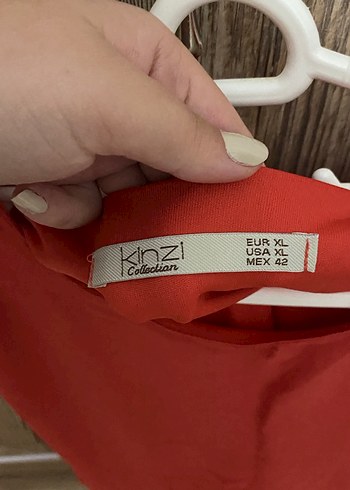 Kinzi
Collection
EUR XL
USA XL
MEX 42